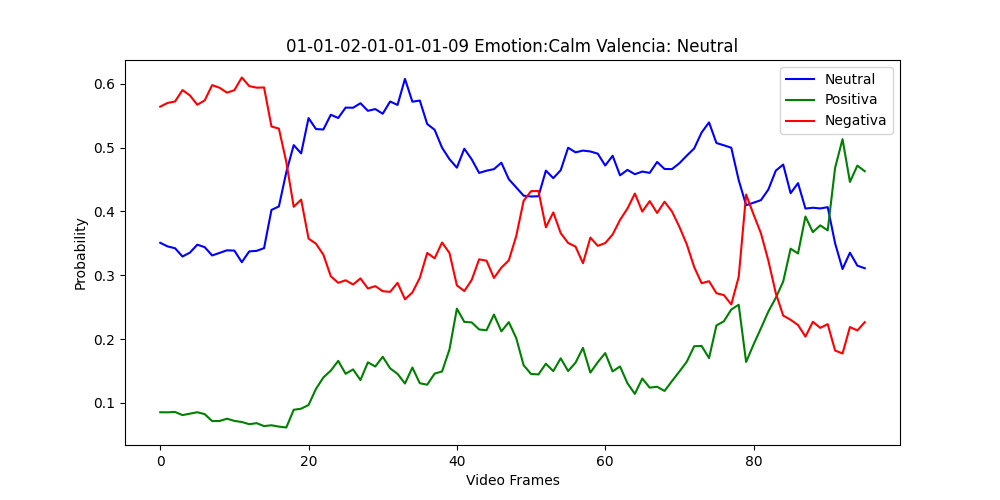 01-01-02-01-01-01-09 Emotion:Calm Valencia: Neutral
Neutral
Positiva
Negativa
Probability
0.6
0.5
0.4
0.3
0.2
0.1
0 20 40 60 80
Video Frames